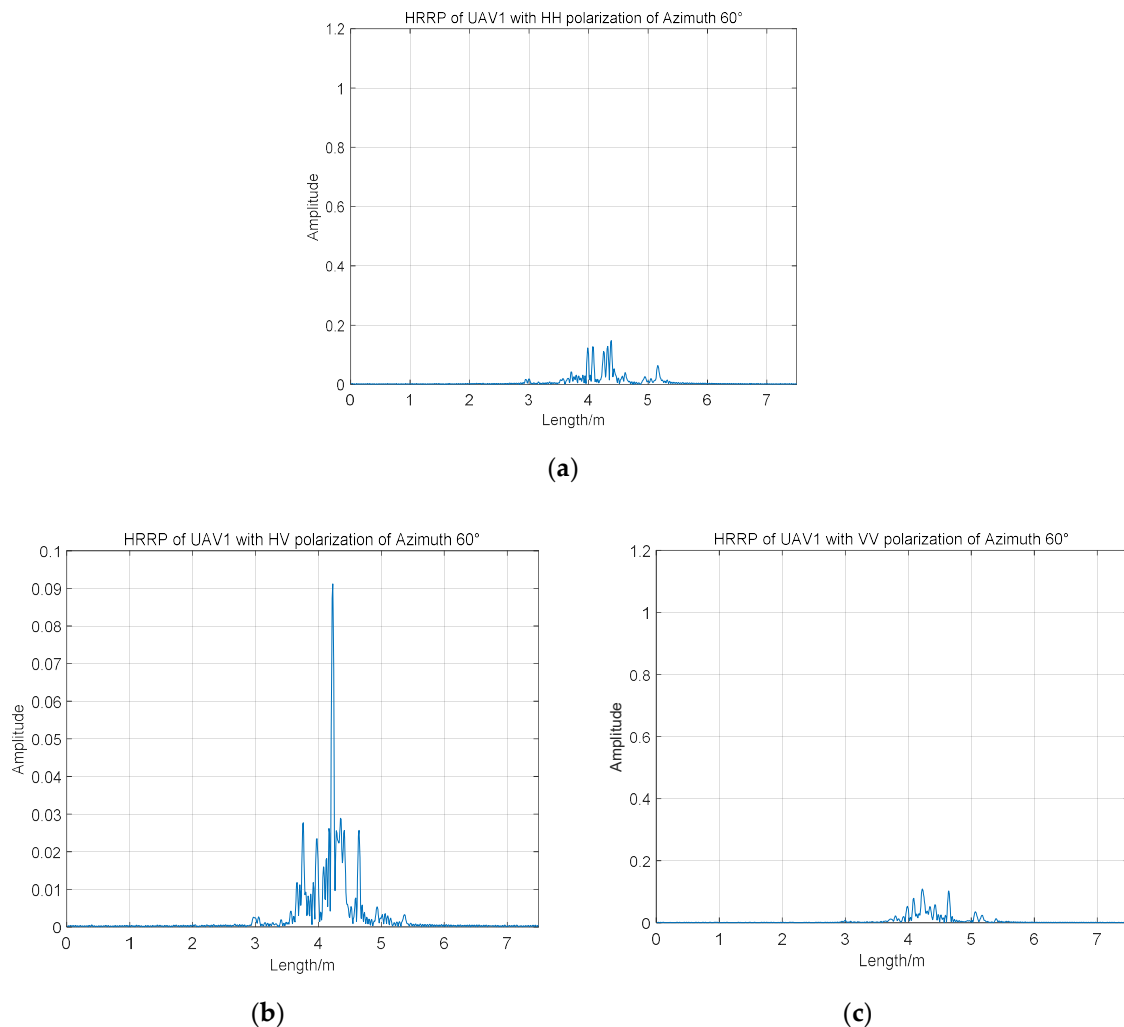 HRRP of UAV1 with HH polarization of Azimuth 60°
1.2
1
0.8
0.6
0.4
0.2
0
0 1 2 3 4 5 6 7
Amplitude
Length/m
(a)
HRRP of UAV1 with HV polarization of Azimuth 60°
0.1
0.09
0.08
0.07
0.06
0.05
0.04
0.03
0.02
0.01
0
0 1 2 3 4 5 6 7
Amplitude
Length/m
(b)
HRRP of UAV1 with VV polarization of Azimuth 60°
1.2
1
0.8
0.6
0.4
0.2
0
0 1 2 3 4 5 6 7
Amplitude
Length/m
(c)